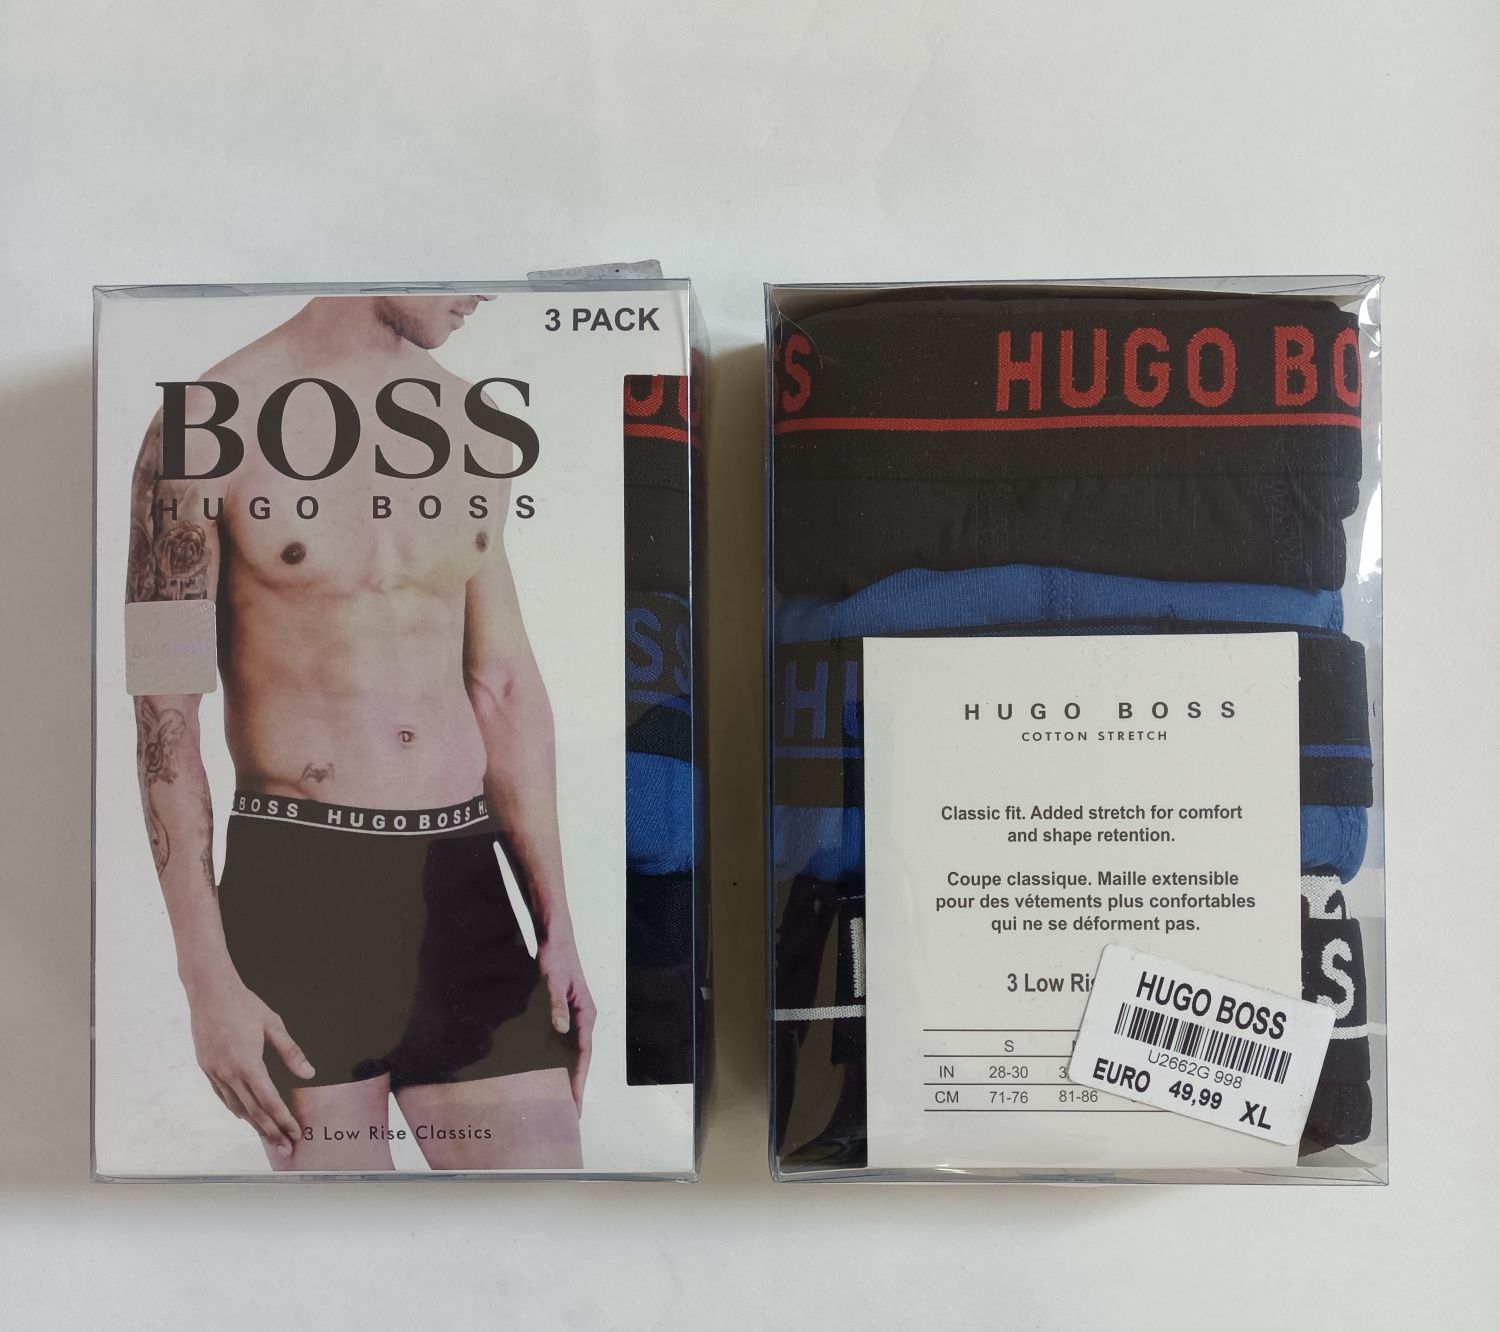 3 PACK
BOSS
HUGO BOSS
ORIGINAL
BOSS HUGO BOSS
3 Low Rise Classics
S
HUGO BO
H
S
HUGO BOSS
COTTON STRETCH
Classic fit. Added stretch for comfort
and shape retention.
Coupe classique. Maille extensible
pour des vétements plus confortables
qui ne se déforment pas.
3 Low Ris
S
IN 28-30
CM 71-76 81-86
HUGO BOSS
U2662G 998
EURO 49,99 XL